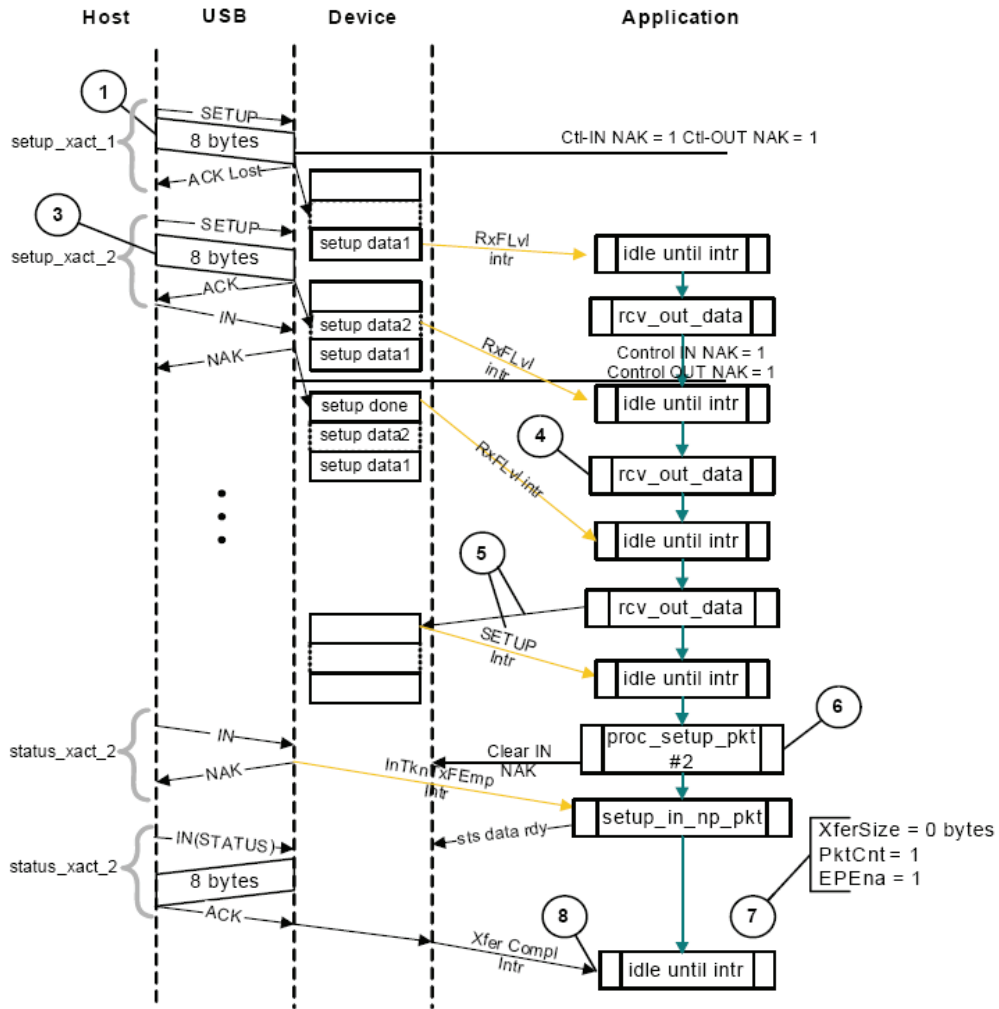 Host USB Device Application
1
SETUP
setup_xact_1
8 bytes
Ctl-IN NAK = 1 Ctl-OUT NAK = 1
ACK Lost
3
SETUP
setup_xact_2
8 bytes
setup data1
RxFLvl
intr
idle until intr
ACK
IN
setup data2
setup data1
rcv_out_data
NAK
RxFLvl
intr
Control IN NAK = 1
Control OUT NAK = 1
setup done
setup data2
setup data1
idle until intr
4
RxFLvl intr
rcv_out_data
idle until intr
5
rcv_out_data
SETUP
Intr
idle until intr
6
status_xact_2
IN
NAK
Clear IN
NAK
proc_setup_pkt
#2
InTknTxFEmp
Intr
setup_in_np_pkt
sts data rdy
XferSize = 0 bytes
PktCnt = 1
EPEna = 1
7
status_xact_2
IN(STATUS)
8 bytes
ACK
Xfer Compl
Intr
8
idle until intr